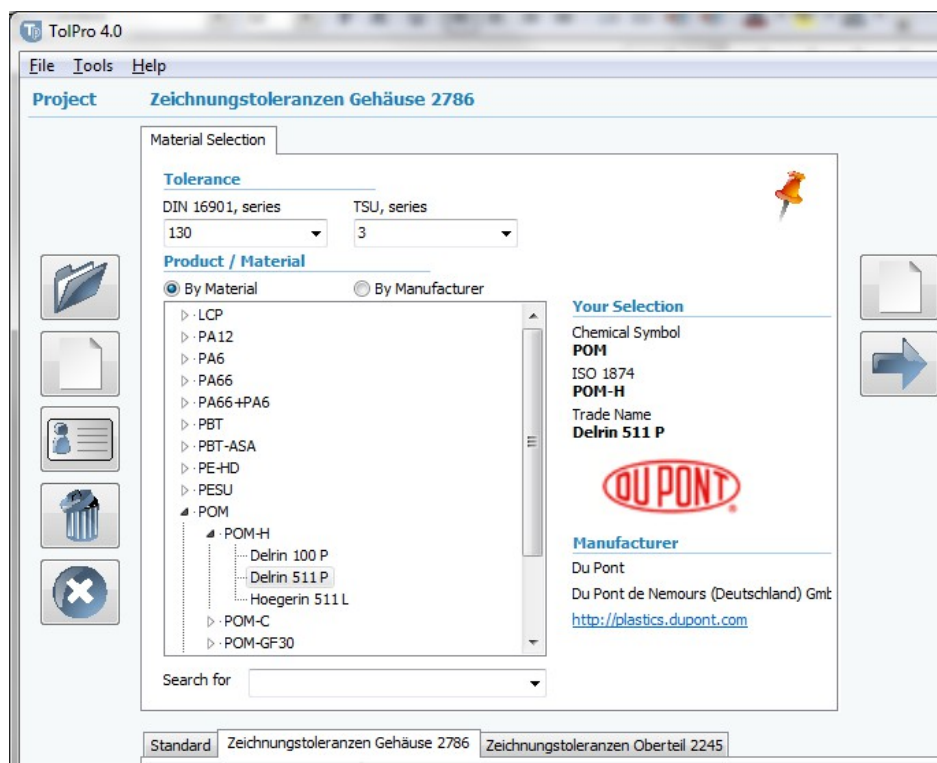 TolPro 4.0
File Tools Help
Project Zeichnungstoleranzen Gehäuse 2786
Material Selection
Tolerance
DIN 16901, series TSU, series
130 3
Product / Material
By Material By Manufacturer
LCP
PA12
PA6
PA66
PA66+PA6
PBT
PBT-ASA
PE-HD
PESU
POM
POM-H
Delrin 100 P
Delrin 511 P
Hoegerin 511 L
POM-C
POM-GF30
Your Selection
Chemical Symbol
POM
ISO 1874
POM-H
Trade Name
Delrin 511 P
DU PONT
Manufacturer
Du Pont
Du Pont de Nemours (Deutschland) Gmb
http://plastics.dupont.com
Search for
Standard Zeichnungstoleranzen Gehäuse 2786 Zeichnungstoleranzen Oberteil 2245